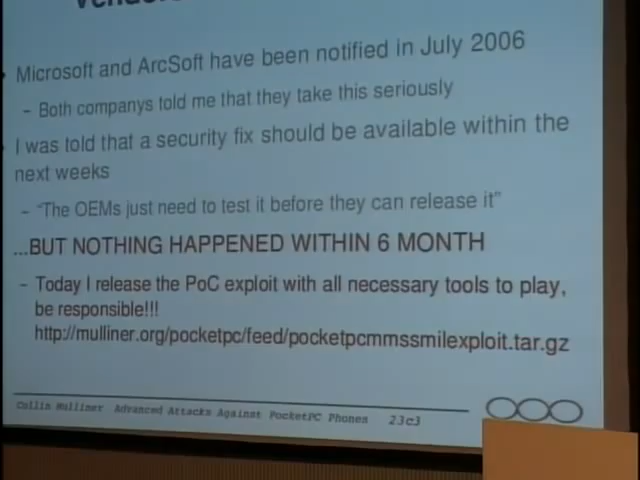 Microsoft and ArcSoft have been notified in July 2006
– Both companys told me that they take this seriously
I was told that a security fix should be available within the
next weeks
– “The OEMs just need to test it before they can release it”
...BUT NOTHING HAPPENED WITHIN 6 MONTH
– Today I release the PoC exploit with all necessary tools to play,
be responsible!!!
http://mulliner.org/pocketpc/feed/pocketpcmmssmilexploit.tar.gz
Collin Mulliner Advanced Attacks Against PocketPC Phones 23c3